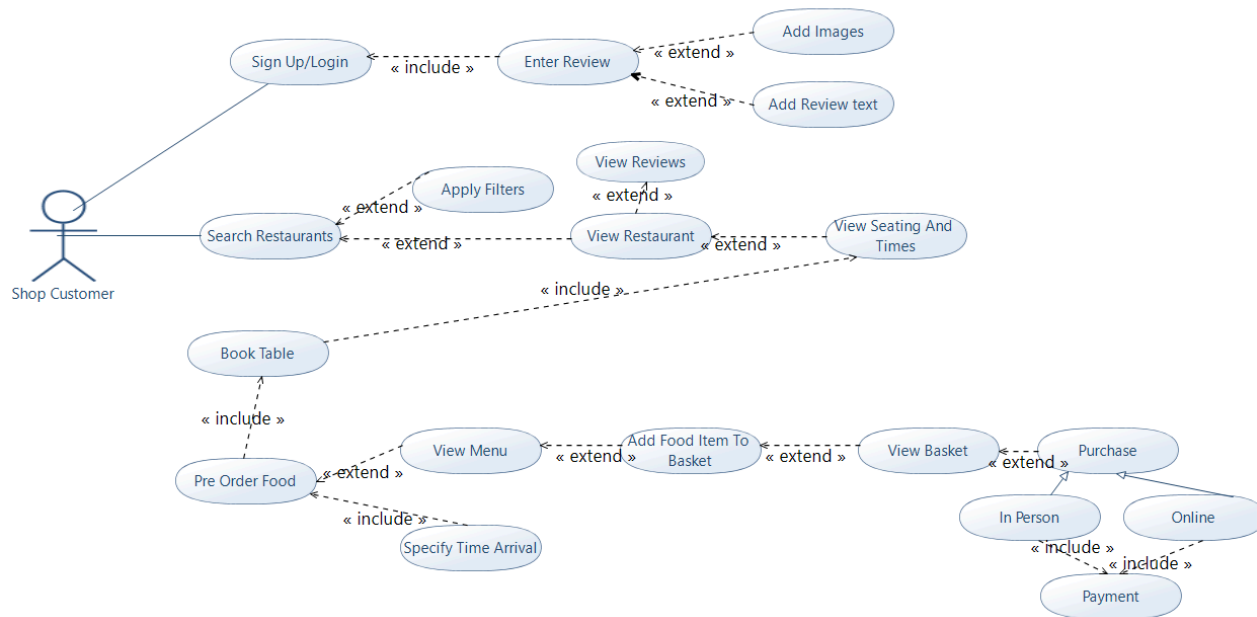 Add Images
« extend »
Sign Up/Login
« include »
Enter Review
« extend »
Add Review text
View Reviews
Apply Filters
« extend »
« extend »
Search Restaurants
« extend »
View Restaurant
« extend »
View Seating And
Times
Shop Customer
« include »
Book Table
« include »
View Menu
« extend »
Add Food Item To
Basket
« extend »
View Basket
« extend »
Purchase
« extend »
Pre Order Food
« include »
Specify Time Arrival
In Person
Online
« include »
« include »
Payment